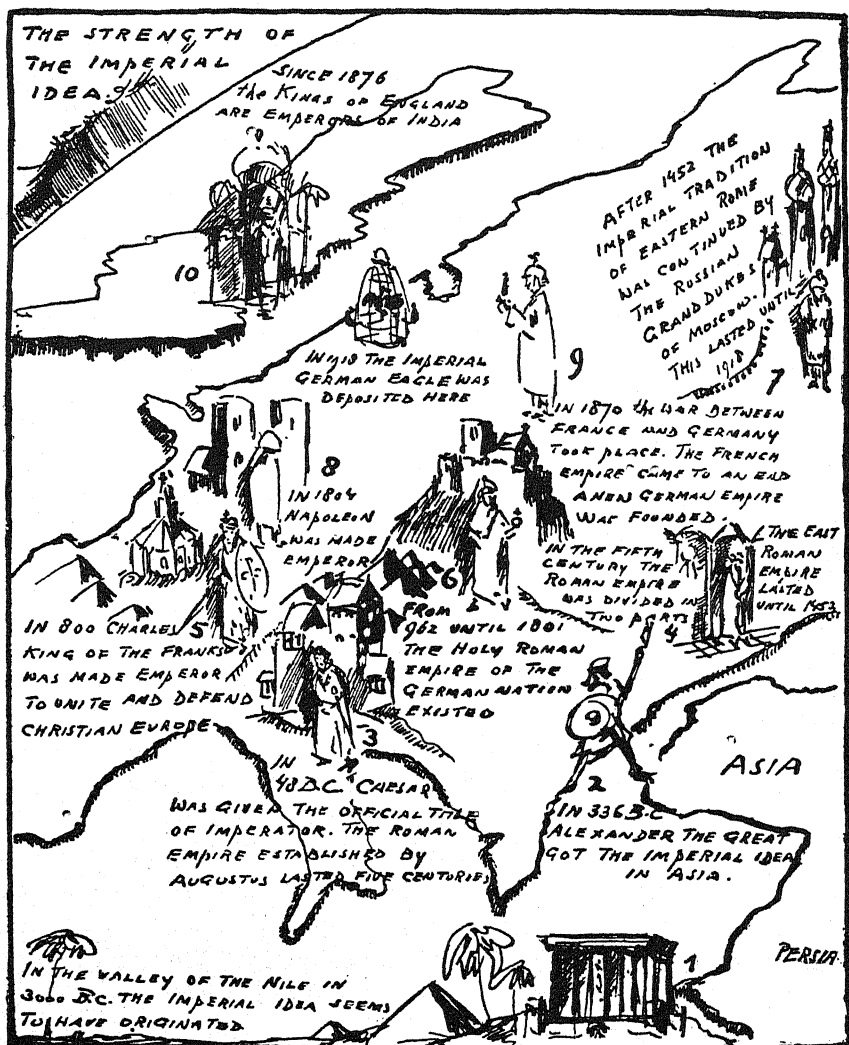 THE STRENGTH OF
THE IMPERIAL
IDEA.
SINCE 1876
the KINGS OF ENGLAND
ARE EMPERORS OF INDIA
10
AFTER 1452 THE
IMPERIAL TRADITION
OF EASTERN ROME
WAS CONTINUED BY
THE RUSSIAN
GRAND DUKES
OF MOSCOW.
THIS LASTED UNTIL
1918
7
IN 1918 THE IMPERIAL
GERMAN EAGLE WAS
DEPOSITED HERE
9
IN 1870 the WAR BETWEEN
FRANCE AND GERMANY
TOOK PLACE. THE FRENCH
EMPIRE CAME TO AN END
A NEW GERMAN EMPIRE
WAS FOUNDED.
8
IN 1804
NAPOLEON
WAS MADE
EMPEROR
IN THE FIFTH
CENTURY THE
ROMAN EMPIRE
WAS DIVIDED IN
TWO PARTS
THE EAST
ROMAN
EMPIRE
LASTED
UNTIL 1453
4
5
IN 800 CHARLES
KING OF THE FRANKS
WAS MADE EMPEROR
TO UNITE AND DEFEND
CHRISTIAN EUROPE
6
FROM
962 UNTIL 1801
THE HOLY ROMAN
EMPIRE OF THE
GERMAN NATION
EXISTED
3
IN
48 B.C. CAESAR
WAS GIVEN THE OFFICIAL TITLE
OF IMPERATOR. THE ROMAN
EMPIRE ESTABLISHED BY
AUGUSTUS LASTED FIVE CENTURIES
2
IN 336 B.C
ALEXANDER THE GREAT
GOT THE IMPERIAL IDEA
IN ASIA.
ASIA
PERSIA
1
IN THE VALLEY OF THE NILE IN
3000 B.C. THE IMPERIAL IDEA SEEMS
TO HAVE ORIGINATED